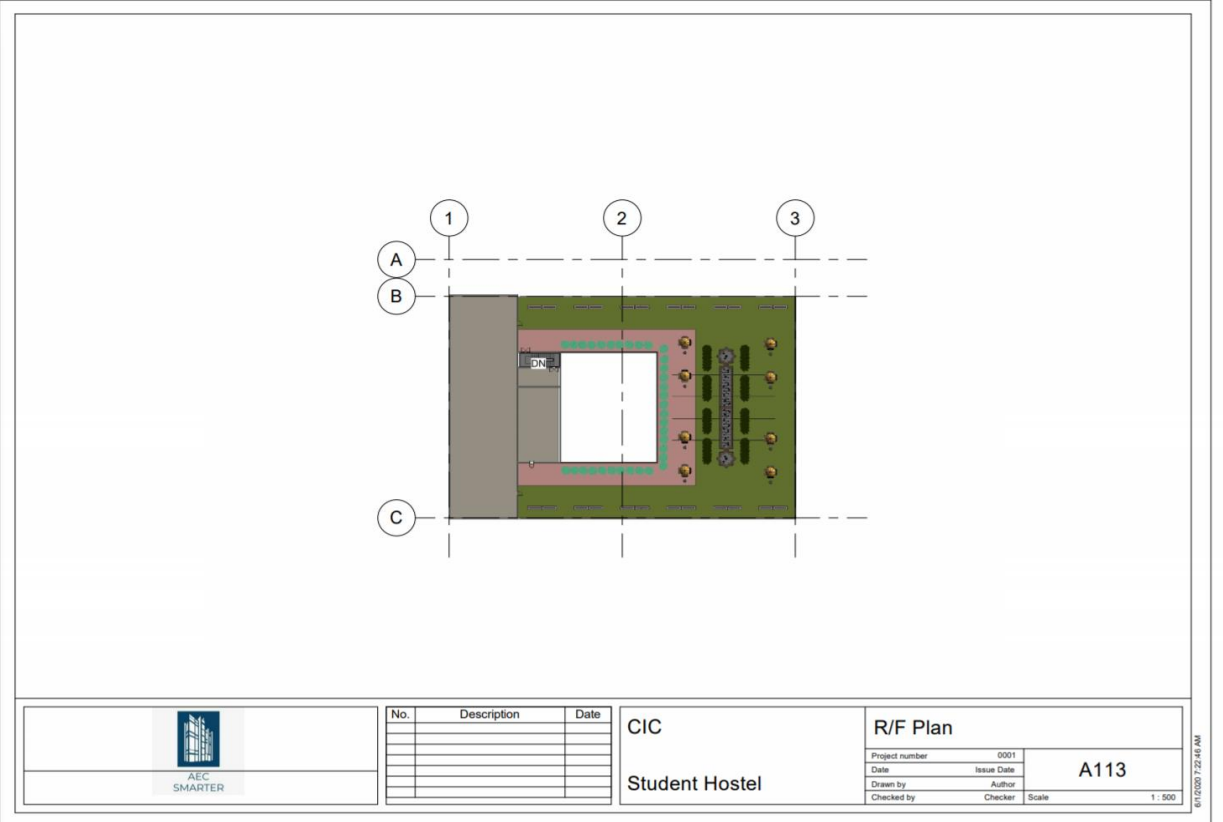 1
2
3
A
B
C
DN
AEC
SMARTER
No. Description Date
CIC
Student Hostel
R/F Plan
Project number 0001
Date Issue Date
Drawn by Author
Checked by Checker
A113
Scale 1 : 500
6/1/2020 7:22:46 AM